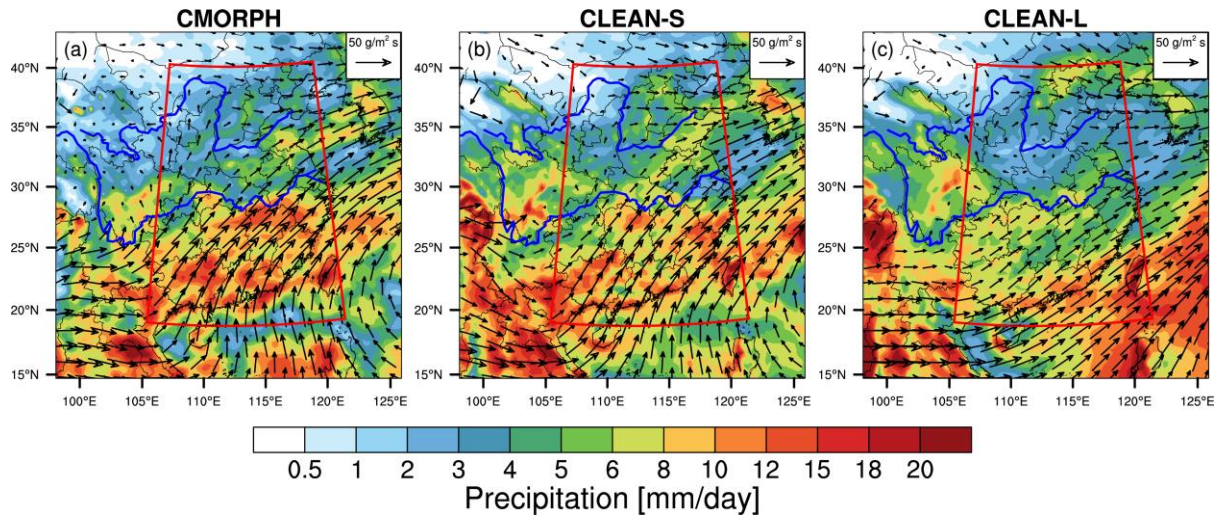 CMORPH CLEAN-S CLEAN-L
(a) 50 g/m² s (b) 50 g/m² s (c) 50 g/m² s
40°N 40°N 40°N
35°N 35°N 35°N
30°N 30°N 30°N
25°N 25°N 25°N
20°N 20°N 20°N
15°N 15°N 15°N
100°E 105°E 110°E 115°E 120°E 125°E 100°E 105°E 110°E 115°E 120°E 125°E 100°E 105°E 110°E 115°E 120°E 125°E
0.5 1 2 3 4 5 6 8 10 12 15 18 20
Precipitation [mm/day]